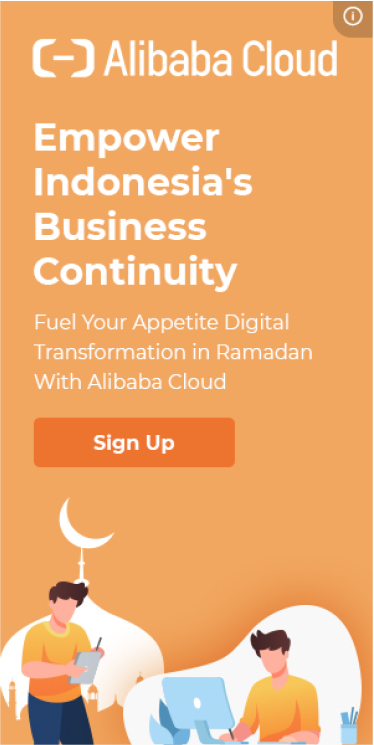 Alibaba Cloud
Empower
Indonesia's
Business
Continuity
Fuel Your Appetite Digital
Transformation in Ramadan
With Alibaba Cloud
Sign Up